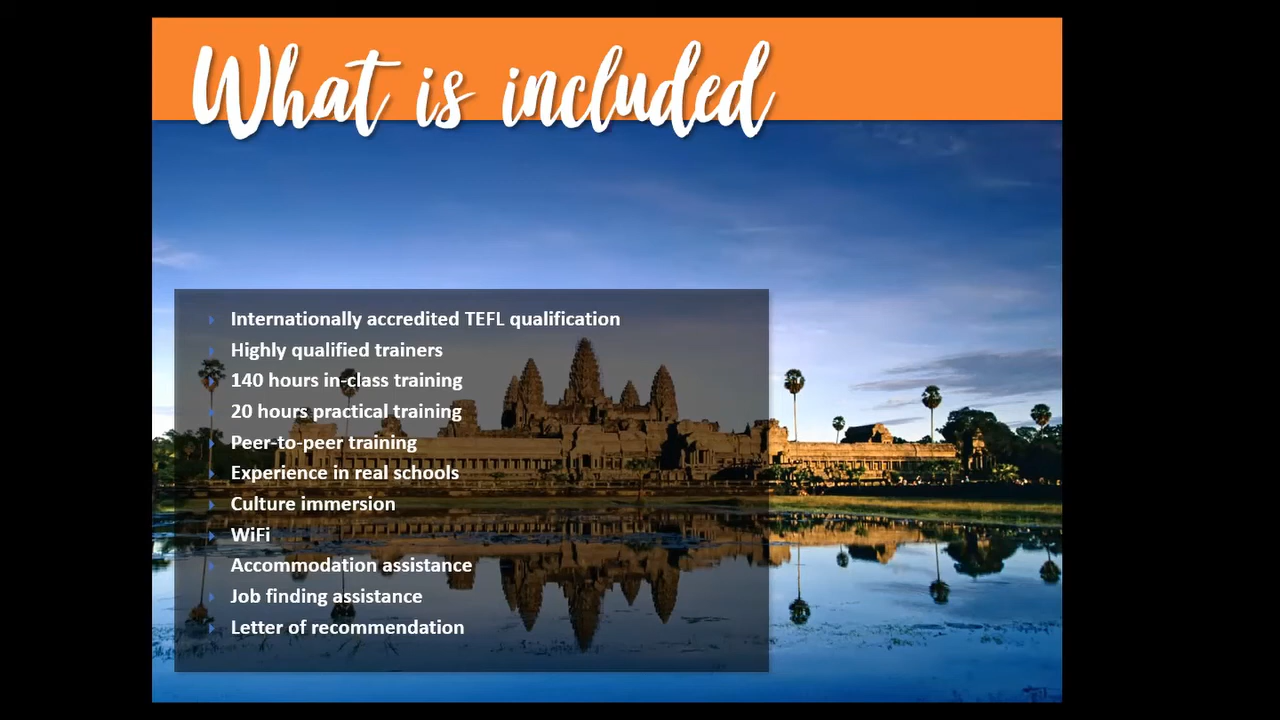 What is included
Internationally accredited TEFL qualification
Highly qualified trainers
140 hours in-class training
20 hours practical training
Peer-to-peer training
Experience in real schools
Culture immersion
WiFi
Accommodation assistance
Job finding assistance
Letter of recommendation